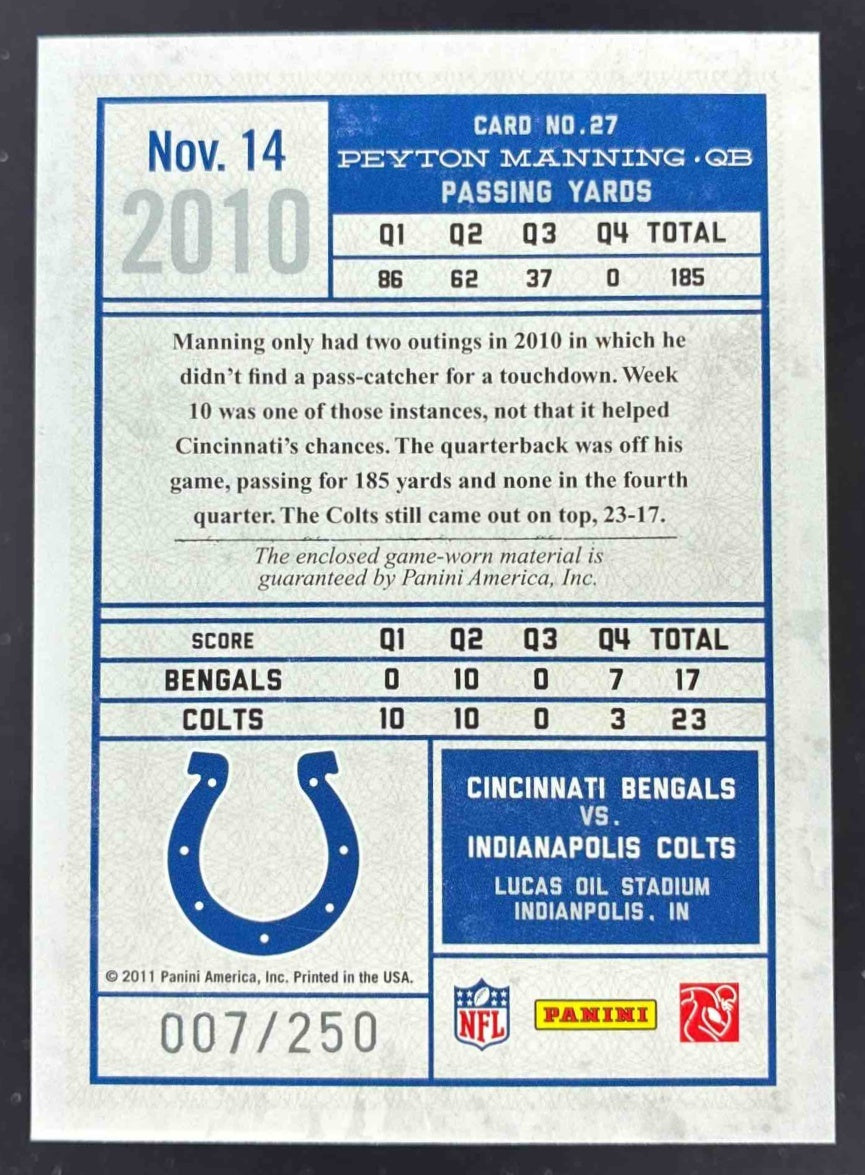 Nov. 14
2010
CARD NO.27
PEYTON MANNING • QB
PASSING YARDS
Q1 Q2 Q3 Q4 TOTAL
86 62 37 0 185
Manning only had two outings in 2010 in which he
didn't find a pass-catcher for a touchdown. Week
10 was one of those instances, not that it helped
Cincinnati's chances. The quarterback was off his
game, passing for 185 yards and none in the fourth
quarter. The Colts still came out on top, 23-17.
The enclosed game-worn material is
guaranteed by Panini America, Inc.
SCORE Q1 Q2 Q3 Q4 TOTAL
BENGALS 0 10 0 7 17
COLTS 10 10 0 3 23
CINCINNATI BENGALS
VS.
INDIANAPOLIS COLTS
LUCAS OIL STADIUM
INDIANPOLIS, IN
© 2011 Panini America, Inc. Printed in the USA.
007/250
NFL
PANINI